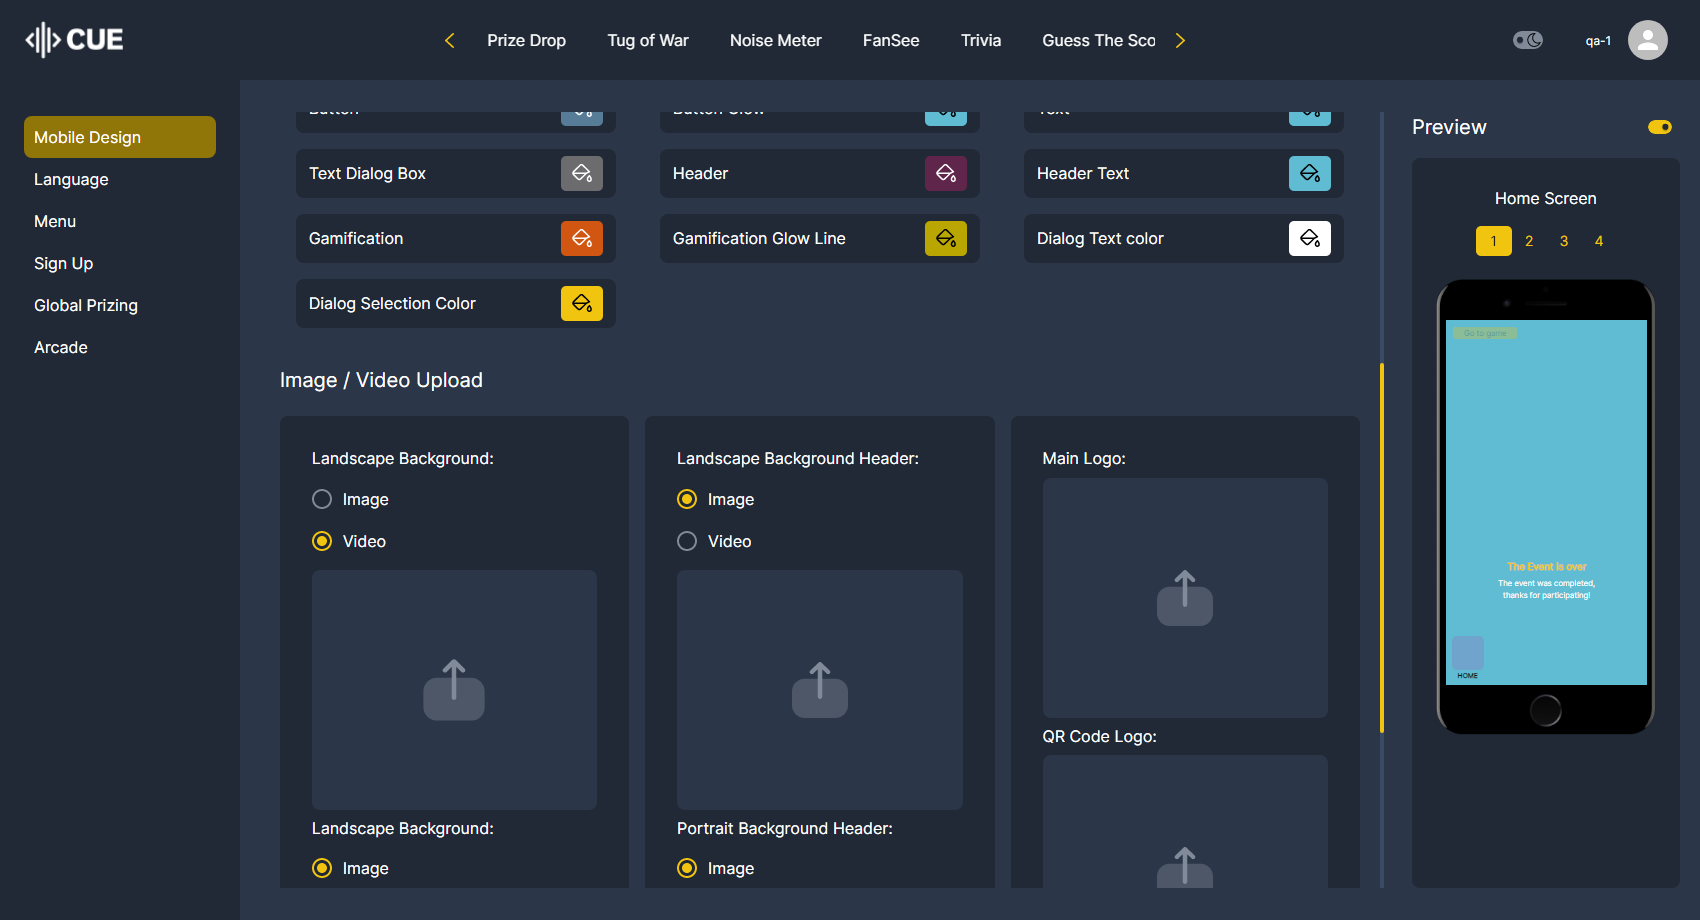 CUE
Prize Drop
Tug of War
Noise Meter
FanSee
Trivia
Guess The Sco
qa-1
Mobile Design
Language
Menu
Sign Up
Global Prizing
Arcade
Button
Button Glow
Text
Text Dialog Box
Header
Header Text
Gamification
Gamification Glow Line
Dialog Text color
Dialog Selection Color
Image / Video Upload
Landscape Background:
Image
Video
Landscape Background:
Image
Landscape Background Header:
Image
Video
Portrait Background Header:
Image
Main Logo:
QR Code Logo:
Preview
Home Screen
1 2 3 4
Go to game
The Event is over
The event was completed,
thanks for participating!
HOME